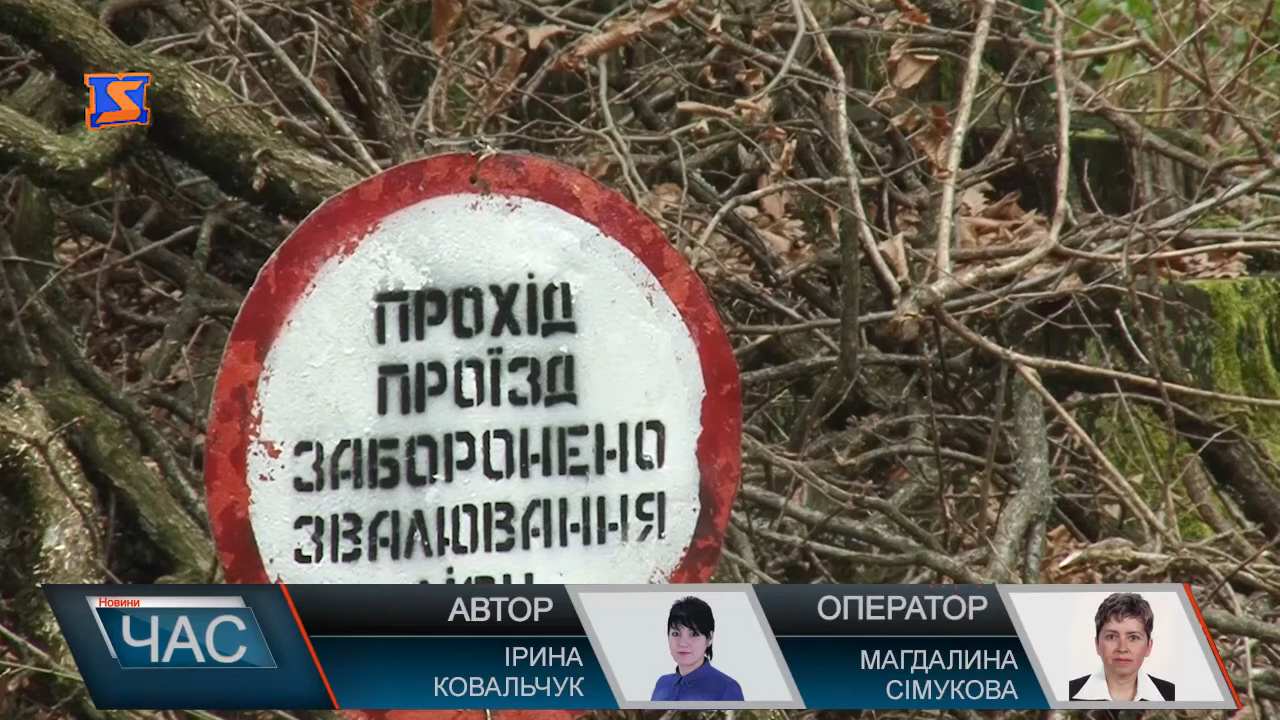 ПРОХІД
ПРОЇЗД
ЗАБОРОНЕНО
ЗВАЛЮВАННЯ
Новини
ЧАС
АВТОР
ІРИНА
КОВАЛЬЧУК
ОПЕРАТОР
МАГДАЛИНА
СІМУКОВА